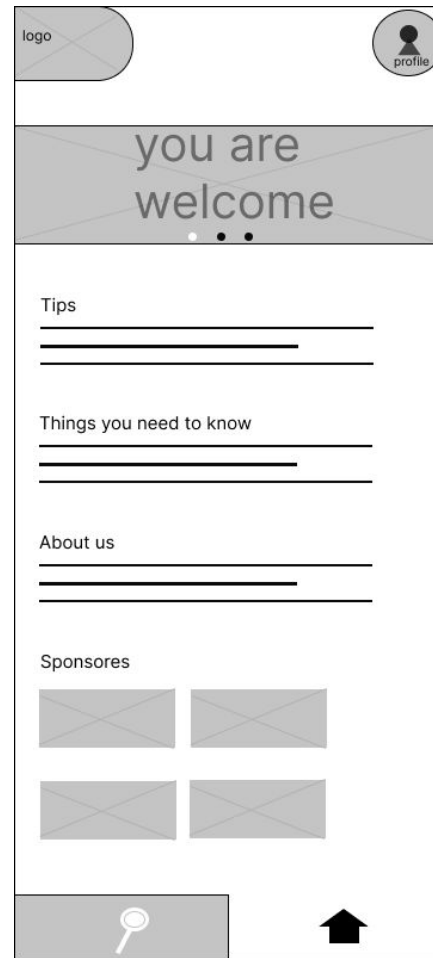 logo
profile
you are
welcome
Tips
Things you need to know
About us
Sponsores